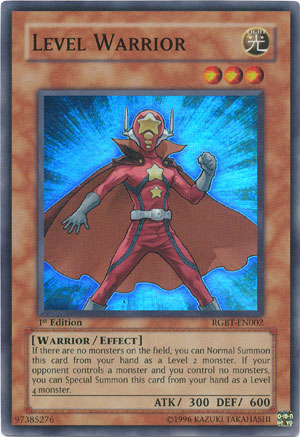 LEVEL WARRIOR
光
1st Edition
RGBT-EN002
[WARRIOR / EFFECT]
If there are no monsters on the field, you can Normal Summon
this card from your hand as a Level 2 monster. If your
opponent controls a monster and you control no monsters,
you can Special Summon this card from your hand as a Level
4 monster.
ATK/ 300 DEF/ 600
97385276
©1996 KAZUKI TAKAHASHI